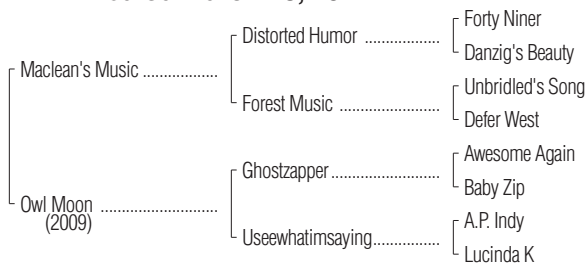 Forty Niner
Distorted Humor ..................
Danzig's Beauty
Maclean's Music ..................
Unbridled's Song
Forest Music ..................
Defer West
Awesome Again
Ghostzapper ..........................
Baby Zip
Owl Moon ............................
(2009)
A.P. Indy
Useewhatimsaying................
Lucinda K